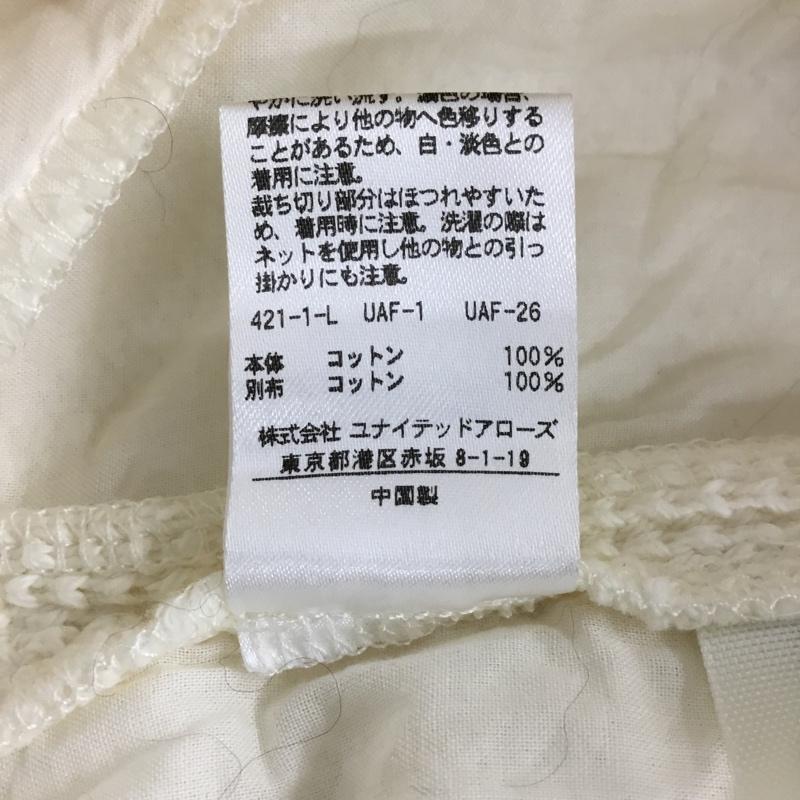 やかに洗い流す。濃色の場合、
摩擦により他の物へ色移りする
ことがあるため、白・淡色との
着用に注意。
裁ち切り部分はほつれやすいた
め、着用時に注意。洗濯の際は
ネットを使用し他の物との引っ
掛かりにも注意。
421-1-L UAF-1 UAF-26
本体 コットン 100%
別布 コットン 100%
株式会社 ユナイテッドアローズ
東京都港区赤坂 8-1-19
中国製